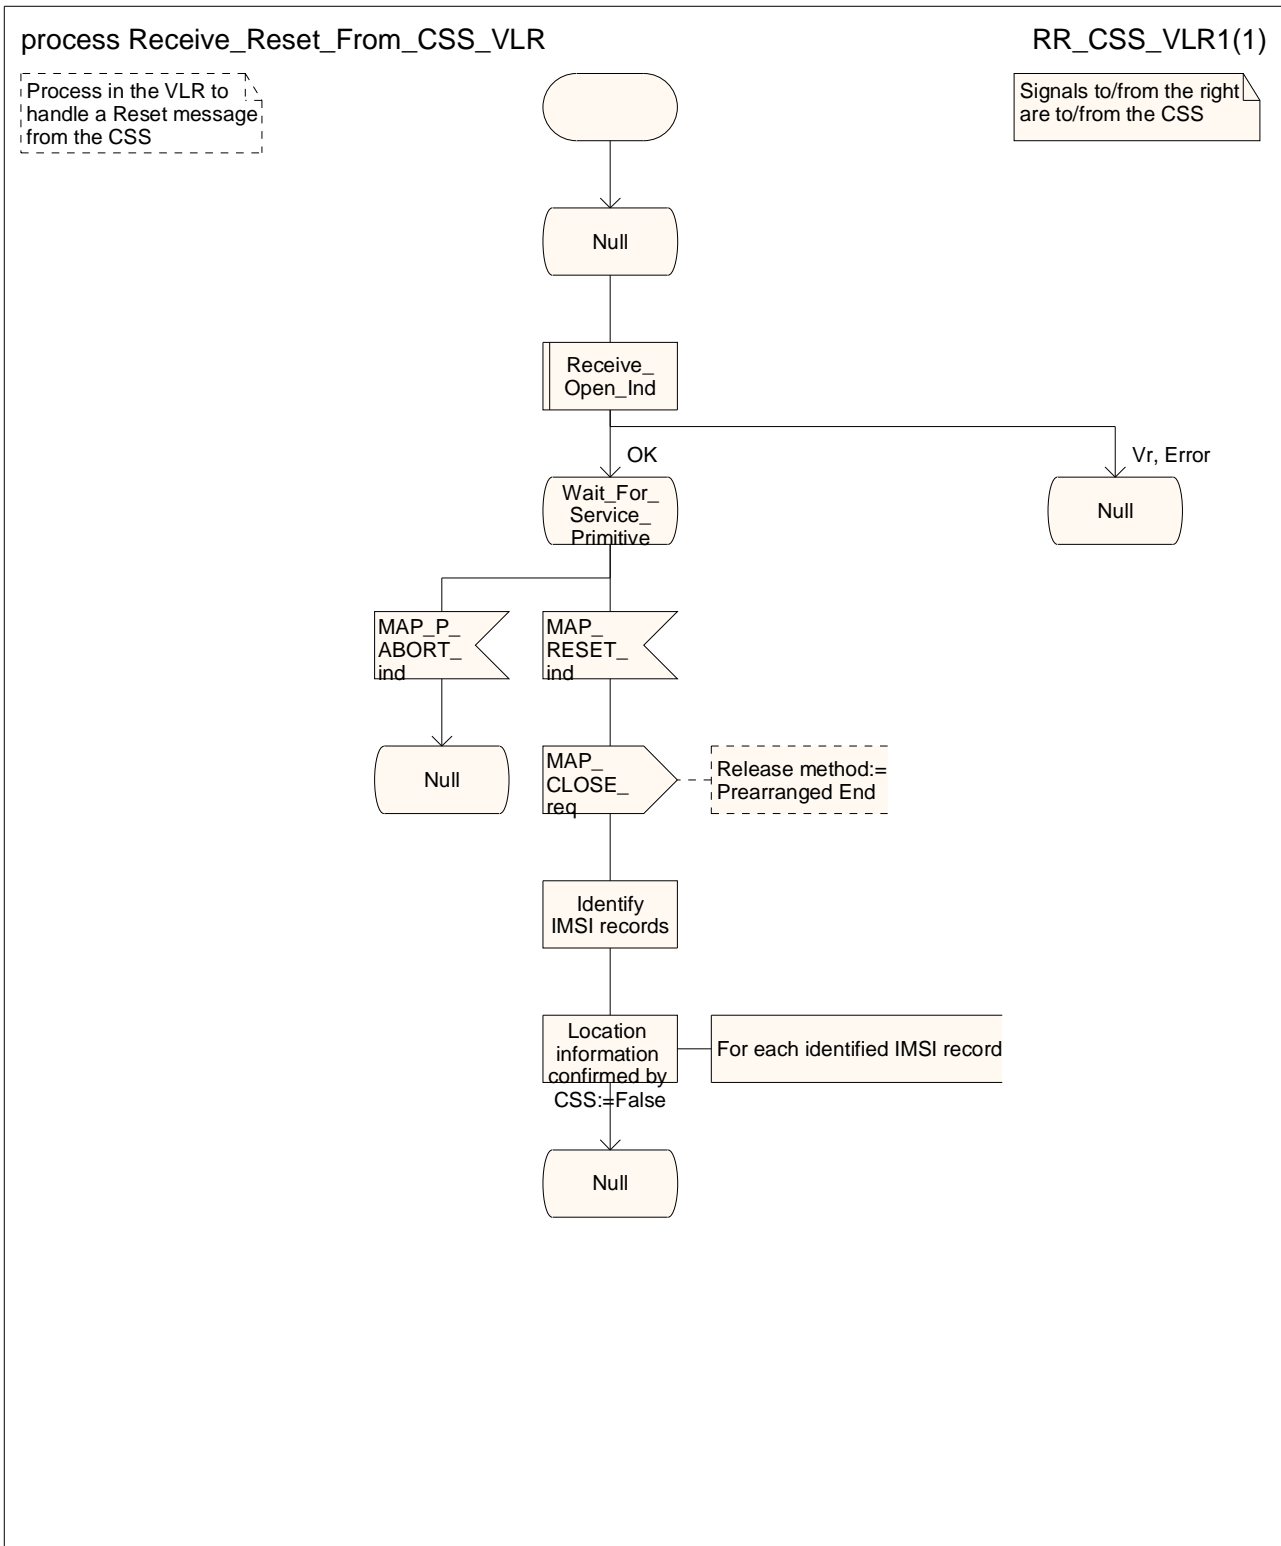 process Receive_Reset_From_CSS_VLR
RR_CSS_VLR1(1)
Process in the VLR to
handle a Reset message
from the CSS
Signals to/from the right
are to/from the CSS
Null
Receive_
Open_Ind
OK
Vr, Error
Wait_For_
Service_
Primitive
Null
MAP_P_
ABORT_
ind
MAP_
RESET_
ind
Null
MAP_
CLOSE_
req
Release method:=
Prearranged End
Identify
IMSI records
Location
information
confirmed by
CSS:=False
For each identified IMSI record
Null